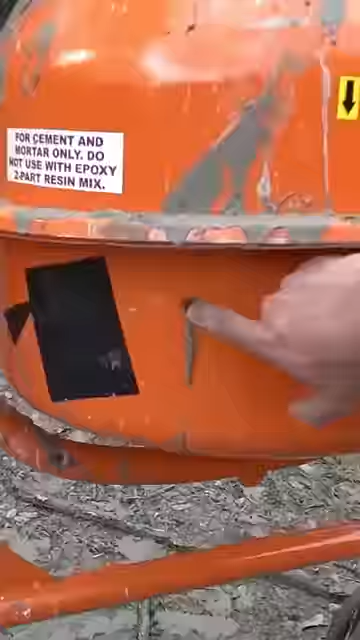 FOR CEMENT AND
MORTAR ONLY. DO
NOT USE WITH EPOXY
2-PART RESIN MIX.